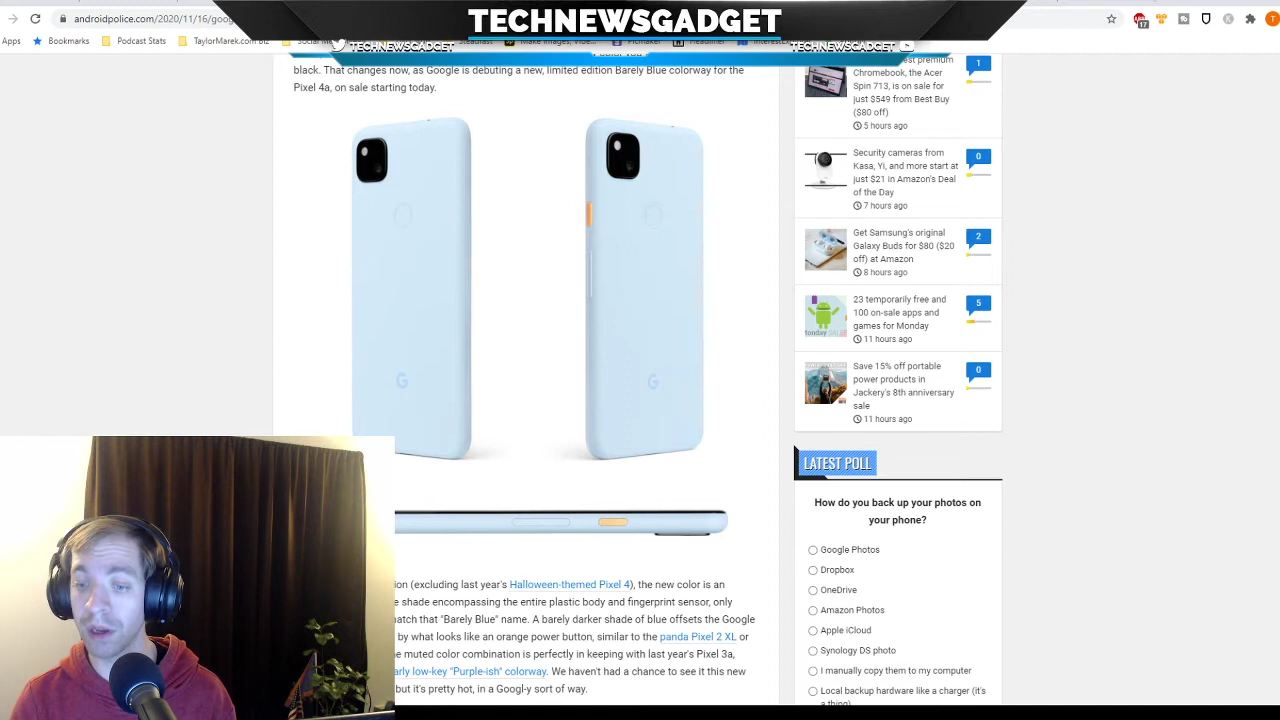 androidpolice.com/2020/11/16/goog
TECHNEWSGADGET
17
T
Bookmarks
Podcast Stats
TaylorMarek.com Biz
TECHNEWSGADGET
TECHNEWSGADGET
black. That changes now, as Google is debuting a new, limited edition Barely Blue colorway for the
Pixel 4a, on sale starting today.
est premium
Chromebook, the Acer
Spin 713, is on sale for
just $549 from Best Buy
($80 off)
5 hours ago
1
Security cameras from
Kasa, Yi, and more start at
just $21 in Amazon's Deal
of the Day
7 hours ago
0
Get Samsung's original
Galaxy Buds for $80 ($20
off) at Amazon
8 hours ago
2
23 temporarily free and
100 on-sale apps and
games for Monday
11 hours ago
5
Save 15% off portable
power products in
Jackery's 8th anniversary
sale
11 hours ago
0
LATEST POLL
How do you back up your photos on
your phone?
Google Photos
Dropbox
OneDrive
Amazon Photos
Apple iCloud
Synology DS photo
I manually copy them to my computer
Local backup hardware like a charger (it's
a thing)
ion (excluding last year's Halloween-themed Pixel 4), the new color is an
e shade encompassing the entire plastic body and fingerprint sensor, only
atch that "Barely Blue" name. A barely darker shade of blue offsets the Google
by what looks like an orange power button, similar to the panda Pixel 2 XL or
e muted color combination is perfectly in keeping with last year's Pixel 3a,
arly low-key "Purple-ish" colorway. We haven't had a chance to see it this new
but it's pretty hot, in a Googl-y sort of way.